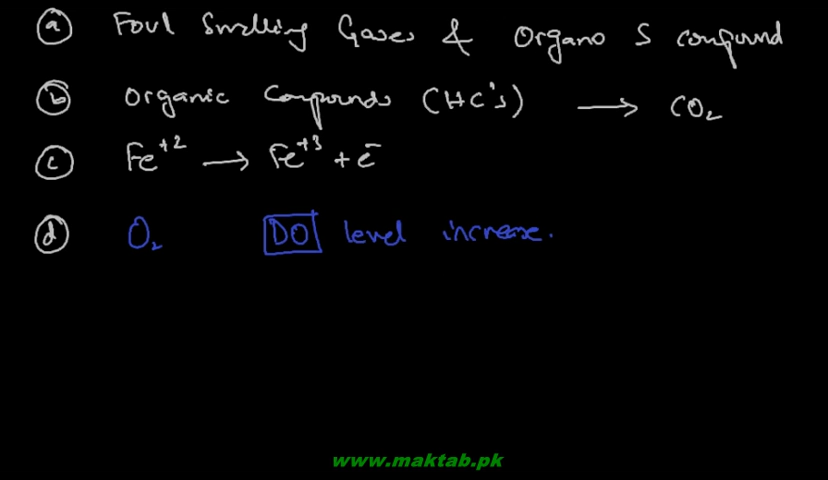 (a) Foul Smelling Gases & Organo S compound
(b) Organic Compounds (HC's) → CO₂
(c) Fe⁺² → Fe⁺³ + e⁻
(d) O₂ DO level increase.
www.maktab.pk